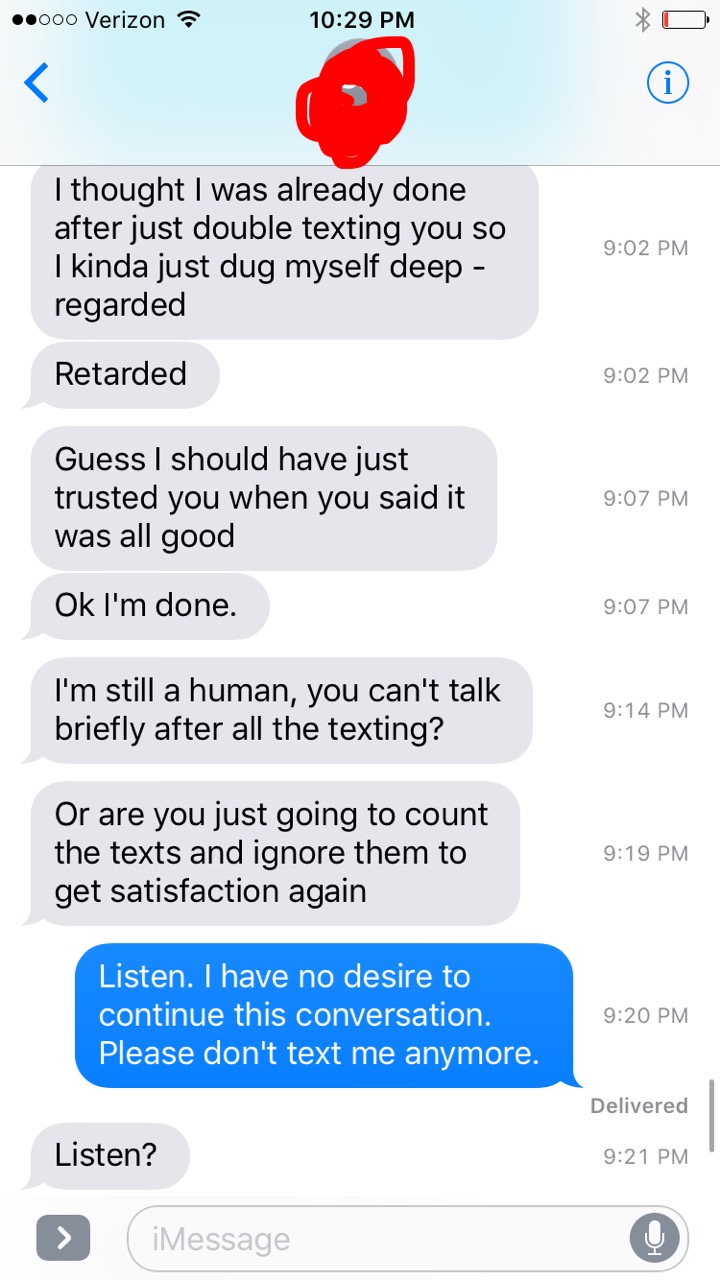 Verizon 10:29 PM
i
I thought I was already done
after just double texting you so
I kinda just dug myself deep -
regarded
9:02 PM
Retarded
9:02 PM
Guess I should have just
trusted you when you said it
was all good
9:07 PM
Ok I'm done.
9:07 PM
I'm still a human, you can't talk
briefly after all the texting?
9:14 PM
Or are you just going to count
the texts and ignore them to
get satisfaction again
9:19 PM
Listen. I have no desire to
continue this conversation.
Please don't text me anymore.
9:20 PM
Delivered
Listen?
9:21 PM
iMessage